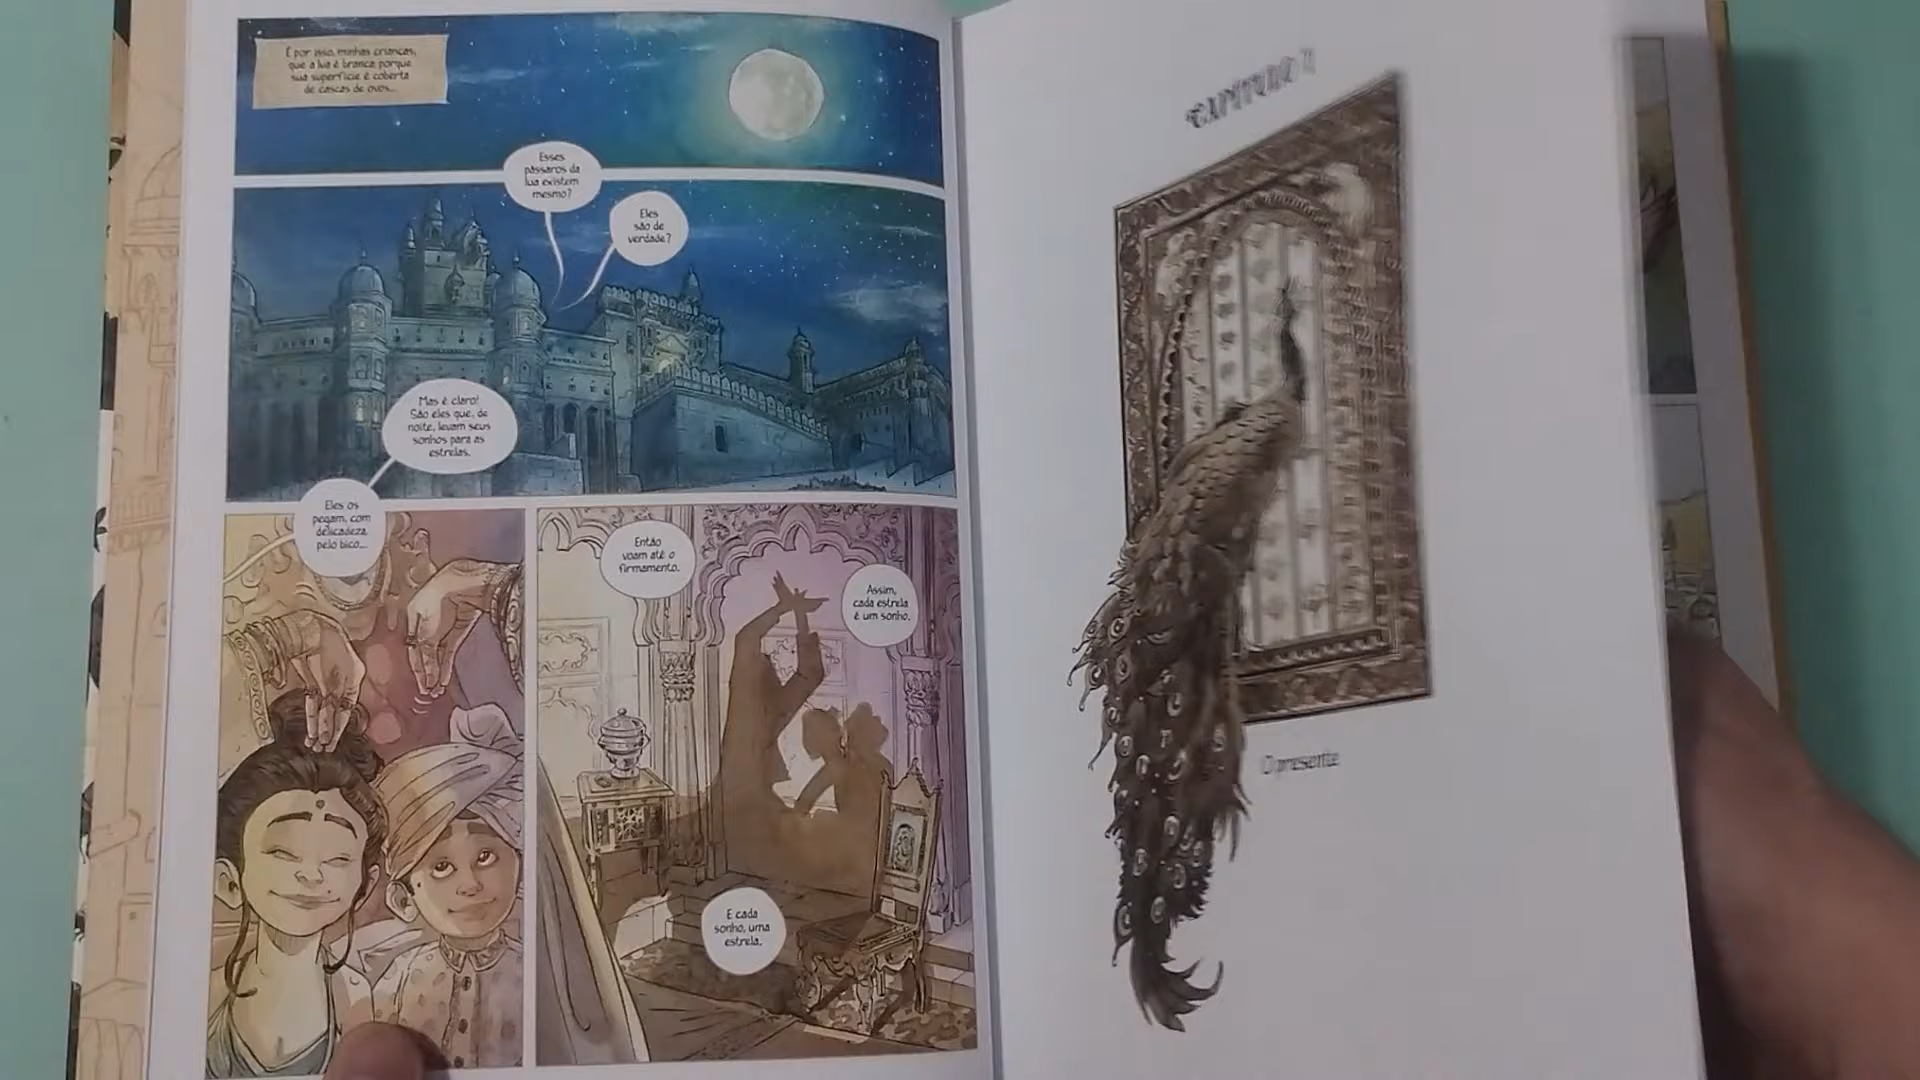 É por isso, minhas crianças,
que a lua é branca: porque
sua superfície é coberta
de cascas de ovos...
Esses
pássaros da
lua existem
mesmo?
Eles
são de
verdade?
Mas é claro!
São eles que, de
noite, levam seus
sonhos para as
estrelas.
Eles os
pegam, com
delicadeza,
pelo bico...
Então
voam até o
firmamento.
Assim,
cada estrela
é um sonho.
E cada
sonho, uma
estrela.
CAPÍTULO 1
O presente